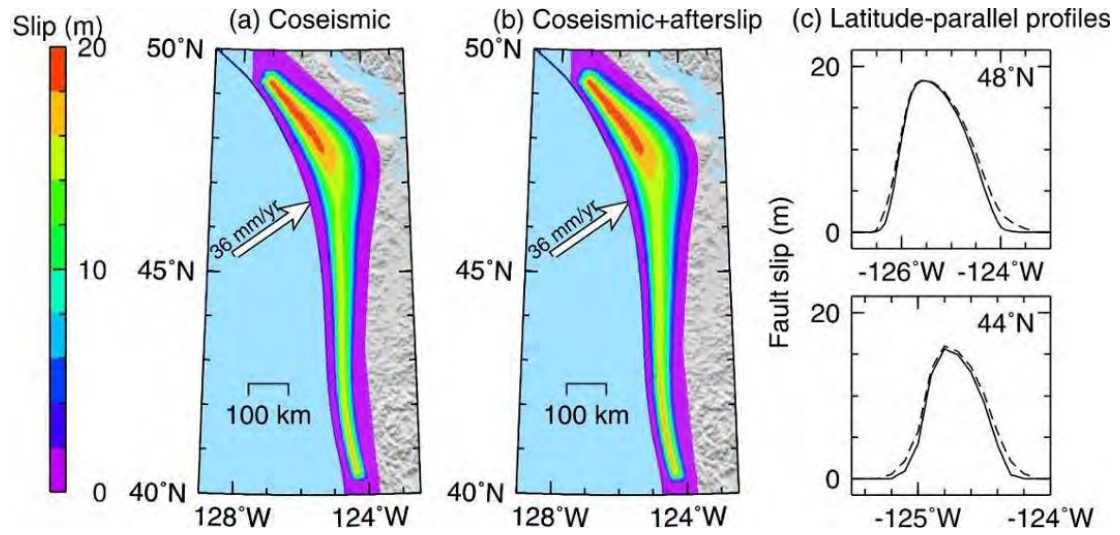 Slip (m)
20
10
0
(a) Coseismic
50°N
45°N
40°N
36 mm/yr
100 km
128°W
124°W
(b) Coseismic+afterslip
50°N
45°N
40°N
36 mm/yr
100 km
128°W
124°W
(c) Latitude-parallel profiles
Fault slip (m)
20
0
48°N
-126°W
-124°W
20
0
44°N
-125°W
-124°W